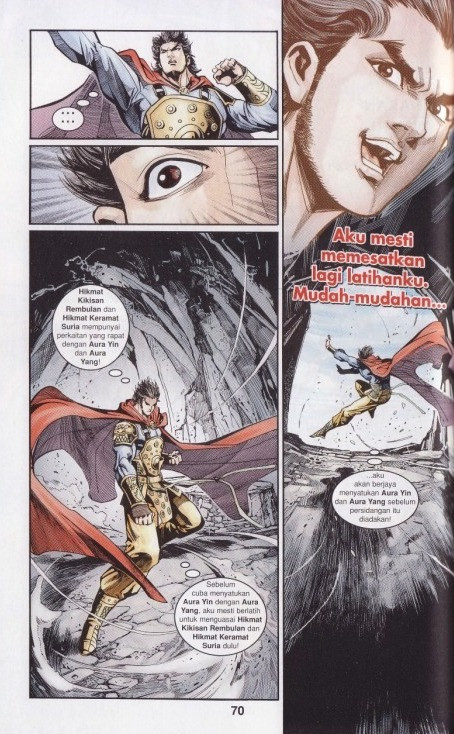 ...
...
Hikmat
Kikisan
Rembulan dan
Hikmat Keramat
Suria mempunyai
perkaitan yang rapat
dengan Aura Yin
dan Aura
Yang!
Sebelum
cuba menyatukan
Aura Yin dengan Aura
Yang, aku mesti berlatih
untuk menguasai Hikmat
Kikisan Rembulan dan
Hikmat Keramat
Suria dulu!
Aku mesti
memesatkan
lagi latihanku.
Mudah-mudahan...
...aku
akan berjaya
menyatukan Aura Yin
dan Aura Yang sebelum
persidangan itu
diadakan!
70